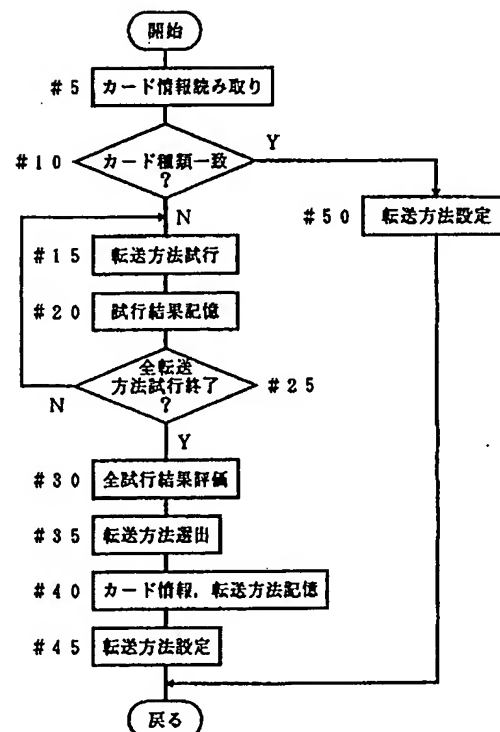 開始
#5 カード情報読み取り
#10 カード種類一致
?
Y
N
#50 転送方法設定
#15 転送方法試行
#20 試行結果記憶
全転送
方法試行終了
?
#25
N
Y
#30 全試行結果評価
#35 転送方法選出
#40 カード情報，転送方法記憶
#45 転送方法設定
戻る